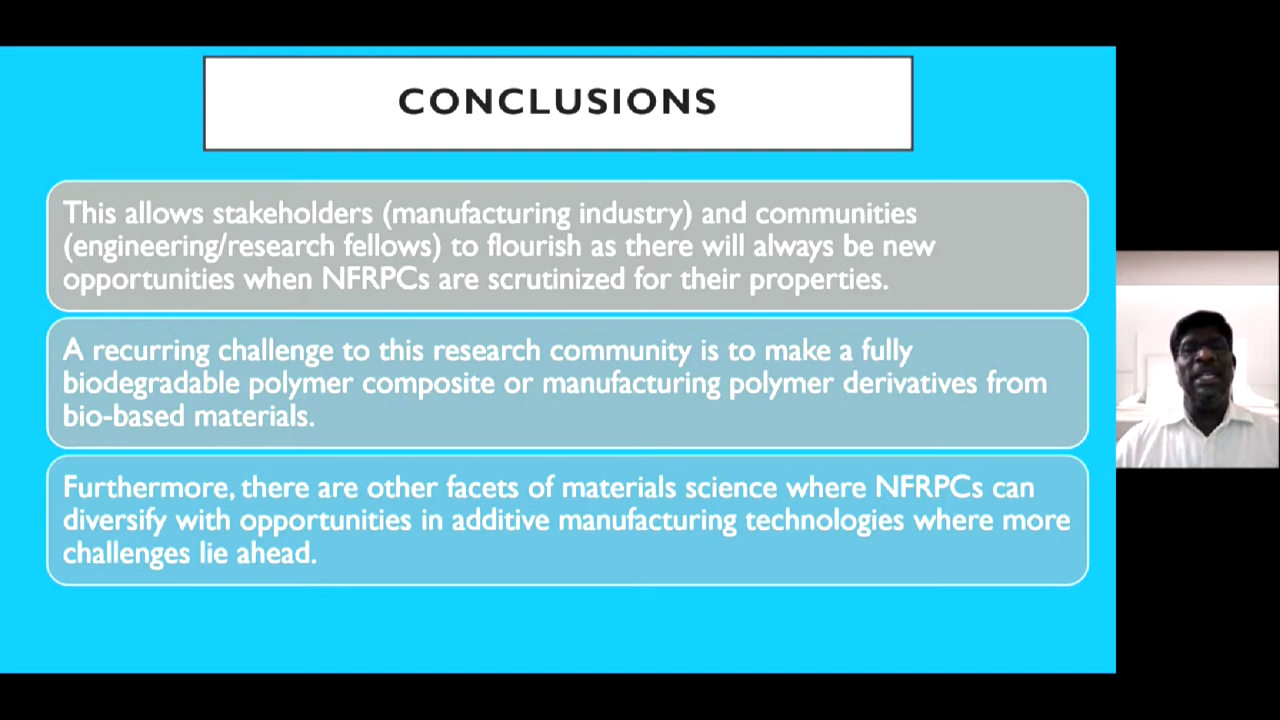 CONCLUSIONS
This allows stakeholders (manufacturing industry) and communities
(engineering/research fellows) to flourish as there will always be new
opportunities when NFRPCs are scrutinized for their properties.
A recurring challenge to this research community is to make a fully
biodegradable polymer composite or manufacturing polymer derivatives from
bio-based materials.
Furthermore, there are other facets of materials science where NFRPCs can
diversify with opportunities in additive manufacturing technologies where more
challenges lie ahead.